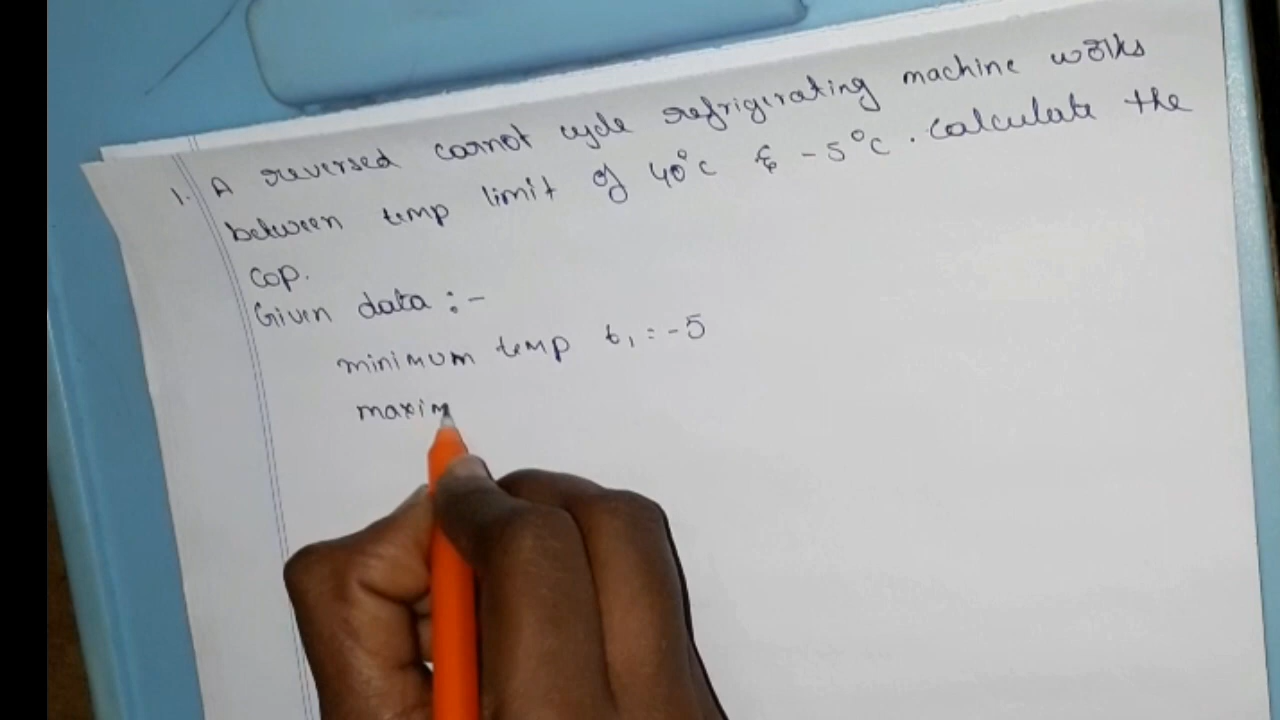 1. A reversed carnot cycle refrigerating machine works
between temp limit of 40°c & -5°c. Calculate the
cop.
Given data :-
minimum temp t₁ = -5
maxim